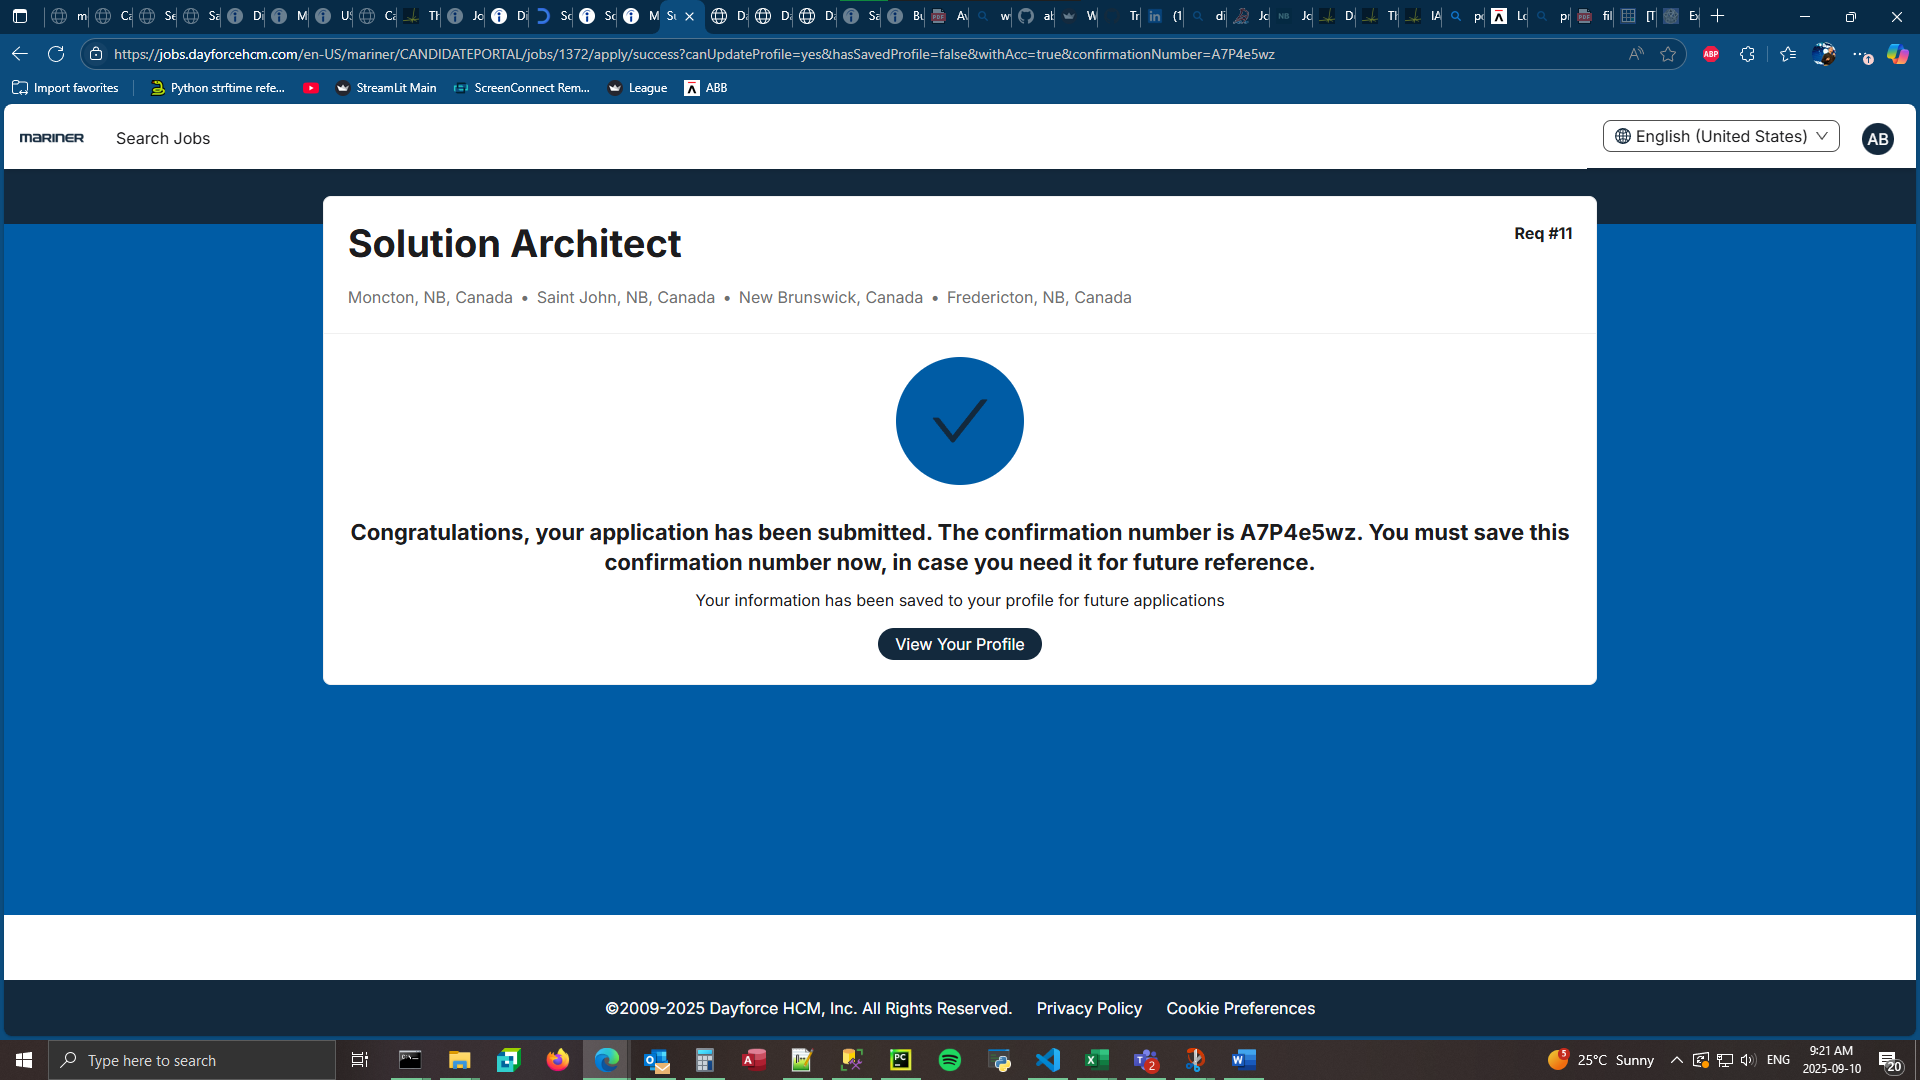 https://jobs.dayforcehcm.com/en-US/mariner/CANDIDATEPORTAL/jobs/1372/apply/success?canUpdateProfile=yes&hasSavedProfile=false&withAcc=true&confirmationNumber=A7P4e5wz
Import favorites
Python strftime refe...
StreamLit Main
ScreenConnect Rem...
League
ABB
MARINER
Search Jobs
English (United States)
AB
Solution Architect
Req #11
Moncton, NB, Canada • Saint John, NB, Canada • New Brunswick, Canada • Fredericton, NB, Canada
Congratulations, your application has been submitted. The confirmation number is A7P4e5wz. You must save this
confirmation number now, in case you need it for future reference.
Your information has been saved to your profile for future applications
View Your Profile
©2009-2025 Dayforce HCM, Inc. All Rights Reserved. Privacy Policy Cookie Preferences
Type here to search
25°C Sunny
ENG
9:21 AM
2025-09-10
20